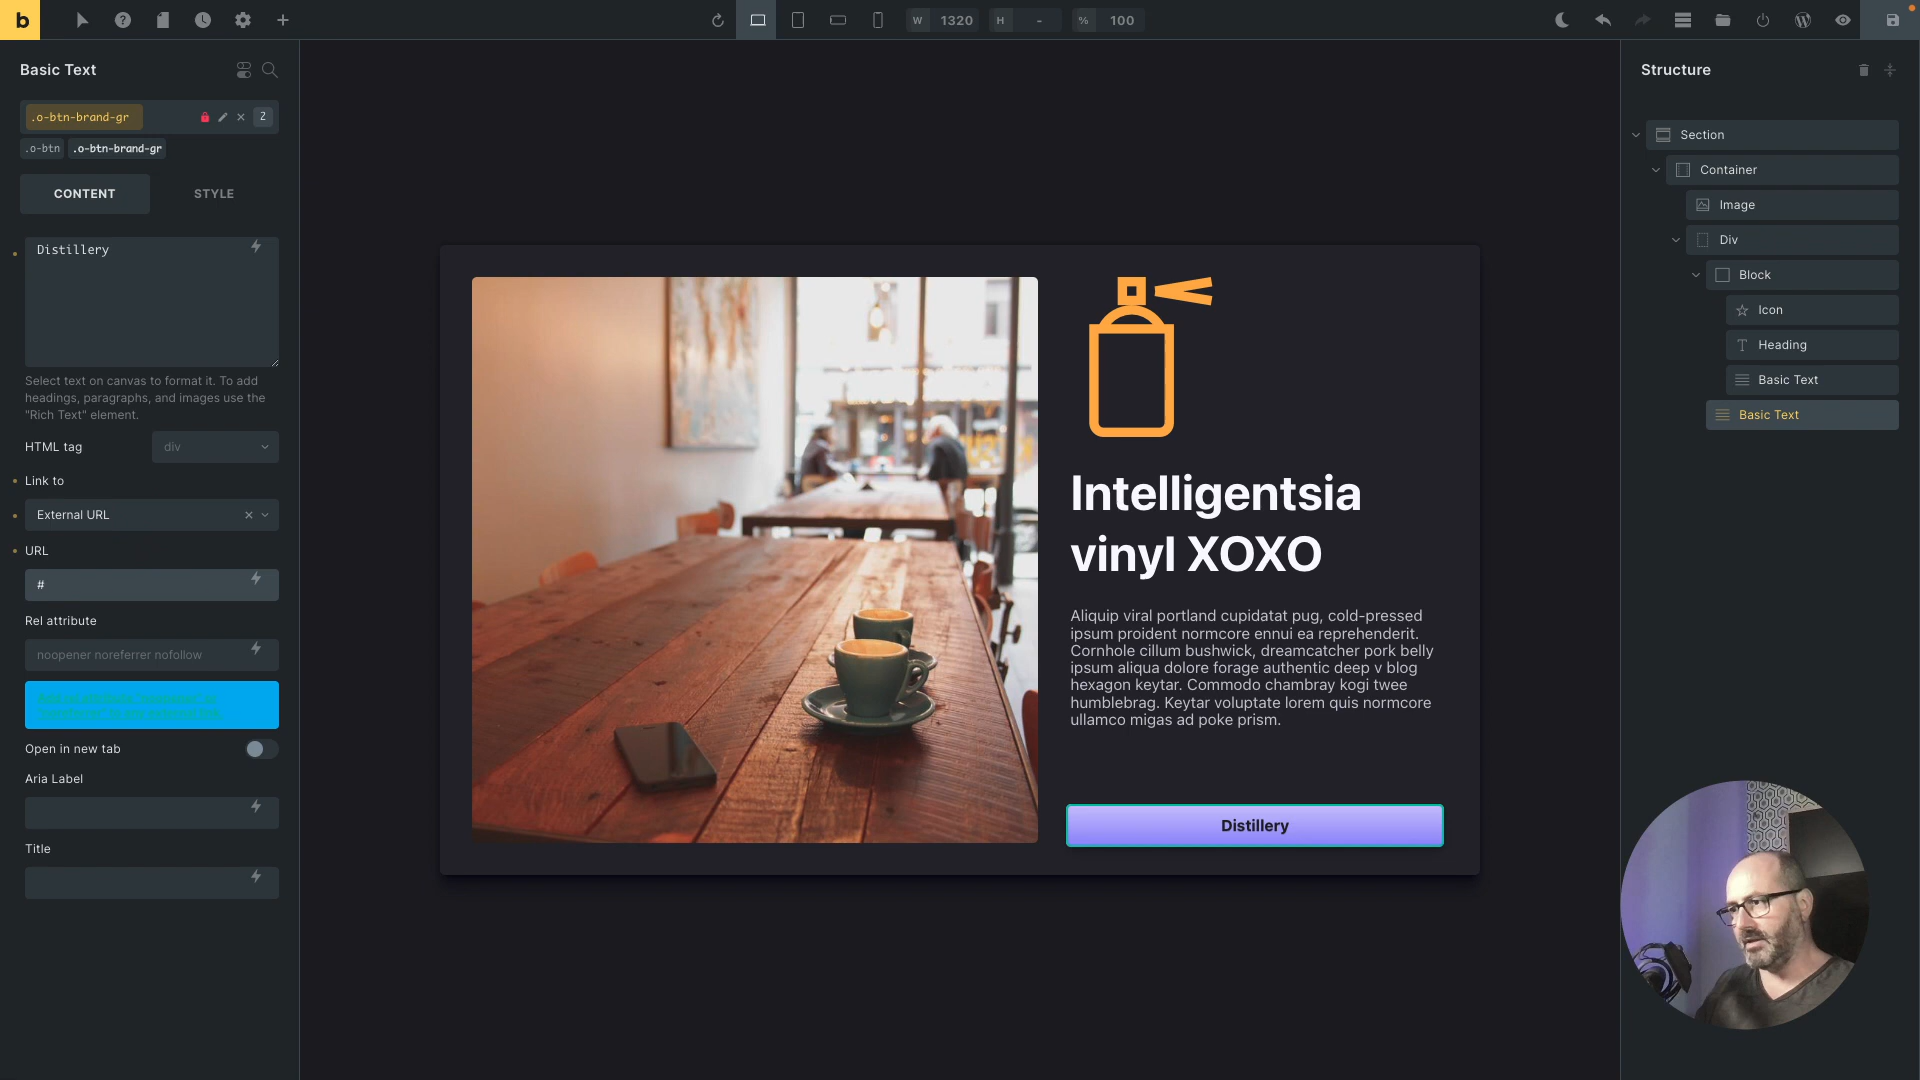 b
W 1320
H -
% 100
Basic Text
.o-btn-brand-gr
2
.o-btn .o-btn-brand-gr
CONTENT
STYLE
Distillery
Select text on canvas to format it. To add
headings, paragraphs, and images use the
"Rich Text" element.
HTML tag
div
Link to
External URL
URL
#
Rel attribute
noopener noreferrer nofollow
Open in new tab
Aria Label
Title
Intelligentsia
vinyl XOXO
Aliquip viral portland cupidatat pug, cold-pressed
ipsum proident normcore ennui ea reprehenderit.
Cornhole cillum bushwick, dreamcatcher pork belly
ipsum aliqua dolore forage authentic deep v blog
hexagon keytar. Commodo chambray kogi twee
humblebrag. Keytar voluptate lorem quis normcore
ullamco migas ad poke prism.
Distillery
Structure
Section
Container
Image
Div
Block
Icon
Heading
Basic Text
Basic Text